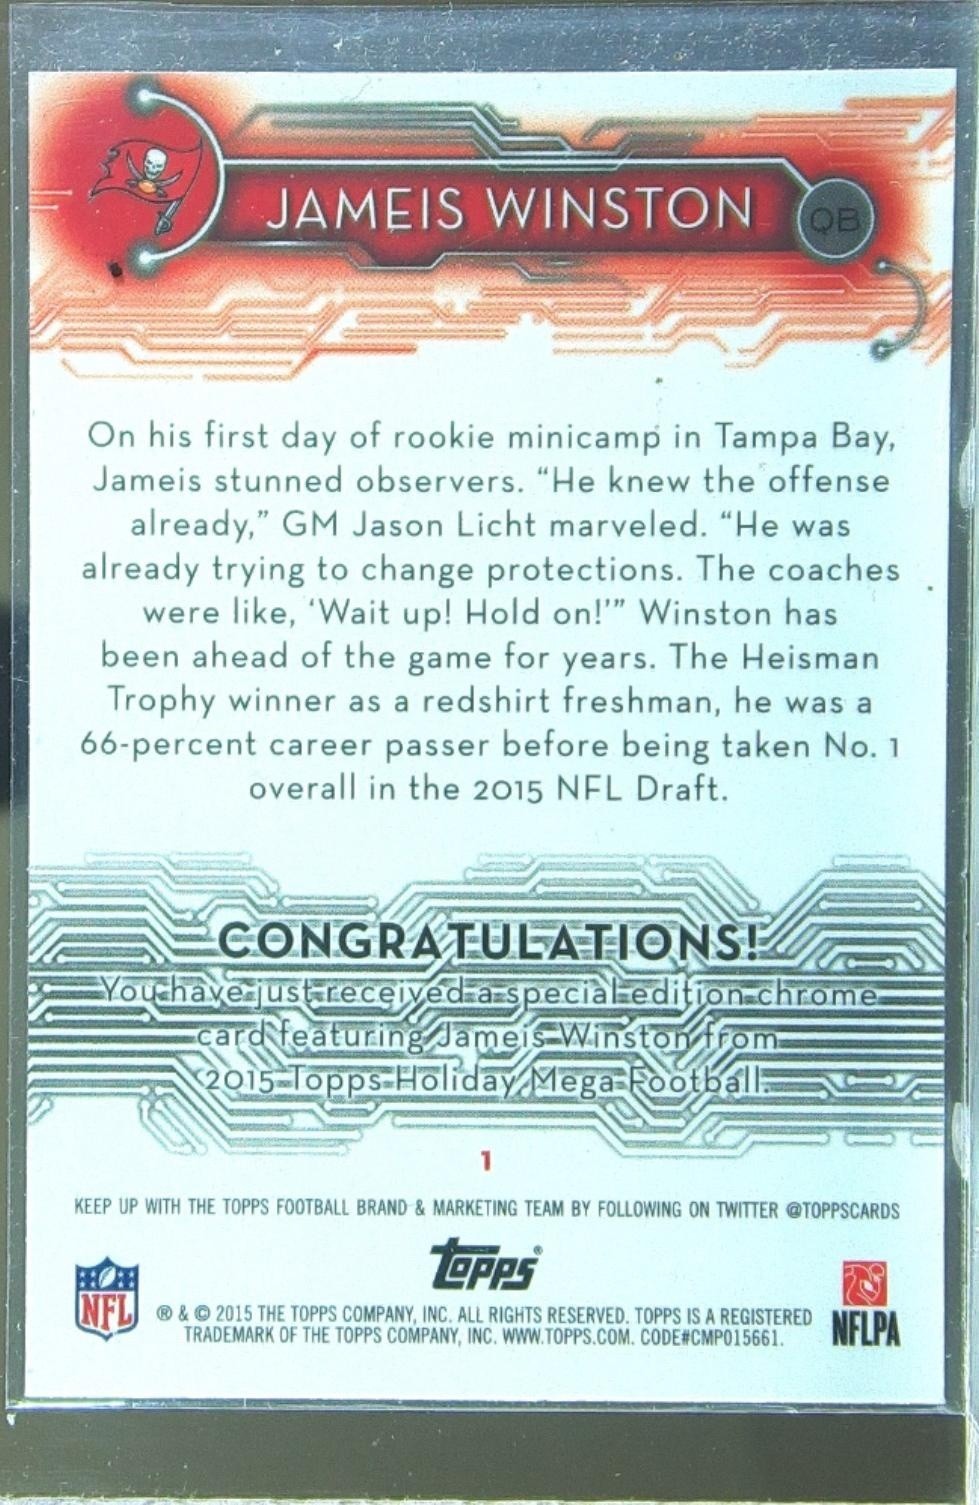 JAMEIS WINSTON
QB
On his first day of rookie minicamp in Tampa Bay,
Jameis stunned observers. “He knew the offense
already,” GM Jason Licht marveled. “He was
already trying to change protections. The coaches
were like, ‘Wait up! Hold on!’” Winston has
been ahead of the game for years. The Heisman
Trophy winner as a redshirt freshman, he was a
66-percent career passer before being taken No. 1
overall in the 2015 NFL Draft.
CONGRATULATIONS!
You have just received a special edition chrome
card featuring Jameis Winston from
2015 Topps Holiday Mega Football.
1
KEEP UP WITH THE TOPPS FOOTBALL BRAND & MARKETING TEAM BY FOLLOWING ON TWITTER @TOPPSCARDS
Topps®
NFL
® & © 2015 THE TOPPS COMPANY, INC. ALL RIGHTS RESERVED. TOPPS IS A REGISTERED
TRADEMARK OF THE TOPPS COMPANY, INC. WWW.TOPPS.COM. CODE#CMP015661.
NFLPA